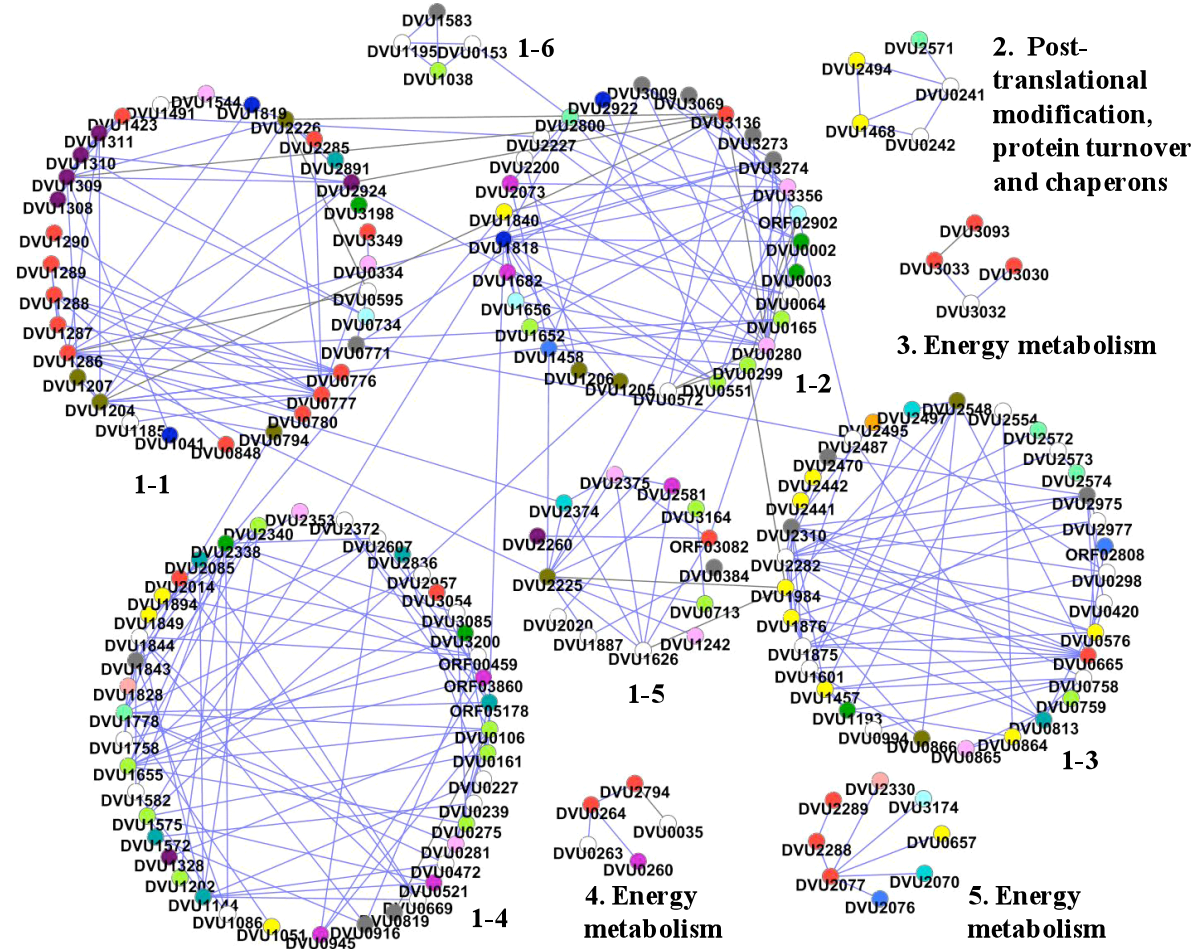 DVU1583
DVU1195
DVU0153
DVU1038
1-6
DVU2571
DVU2494
DVU0241
DVU1468
DVU0242
2. Post-
translational
modification,
protein turnover
and chaperons
DVU1544
DVU1491
DVU1819
DVU1423
DVU2226
DVU1311
DVU2285
DVU1310
DVU2891
DVU1309
DVU2924
DVU1308
DVU3198
DVU1290
DVU3349
DVU1289
DVU0334
DVU1288
DVU0595
DVU1287
DVU0734
DVU1286
DVU0771
DVU1207
DVU0776
DVU1204
DVU0777
DVU1185
DVU0780
DVU1041
DVU0794
DVU0848
1-1
DVU3009
DVU2922
DVU3069
DVU2800
DVU3136
DVU2227
DVU3273
DVU2200
DVU3274
DVU2073
DVU3356
DVU1840
ORF02902
DVU1818
DVU0002
DVU1682
DVU0003
DVU1656
DVU0064
DVU1652
DVU0165
DVU1458
DVU0280
DVU1206
DVU0299
DVU1205
DVU0551
DVU0572
1-2
DVU3093
DVU3033
DVU3030
DVU3032
3. Energy metabolism
DVU2548
DVU2497
DVU2554
DVU2495
DVU2572
DVU2487
DVU2573
DVU2470
DVU2574
DVU2442
DVU2975
DVU2441
DVU2977
DVU2310
ORF02808
DVU2282
DVU0298
DVU1984
DVU0420
DVU1876
DVU0576
DVU1875
DVU0665
DVU1601
DVU0758
DVU1457
DVU0759
DVU1193
DVU0813
DVU0994
DVU0864
DVU0866
DVU0865
1-3
DVU2375
DVU2581
DVU2374
DVU3164
DVU2260
ORF03082
DVU2225
DVU0384
DVU2020
DVU0713
DVU1887
DVU1242
DVU1626
1-5
DVU2353
DVU2340
DVU2372
DVU2338
DVU2607
DVU2085
DVU2836
DVU2014
DVU2957
DVU1894
DVU3054
DVU1849
DVU3085
DVU1844
DVU3200
DVU1843
ORF00459
DVU1828
ORF03860
DVU1778
ORF05178
DVU1758
DVU0106
DVU1655
DVU0161
DVU1582
DVU0227
DVU1575
DVU0239
DVU1572
DVU0275
DVU1328
DVU0281
DVU1202
DVU0472
DVU0521
DVU1086
DVU0669
DVU1051
DVU0819
DVU0945
DVU0916
1-4
DVU2794
DVU0264
DVU0035
DVU0263
DVU0260
4. Energy
metabolism
DVU2330
DVU2289
DVU3174
DVU2288
DVU0657
DVU2077
DVU2070
DVU2076
5. Energy
metabolism